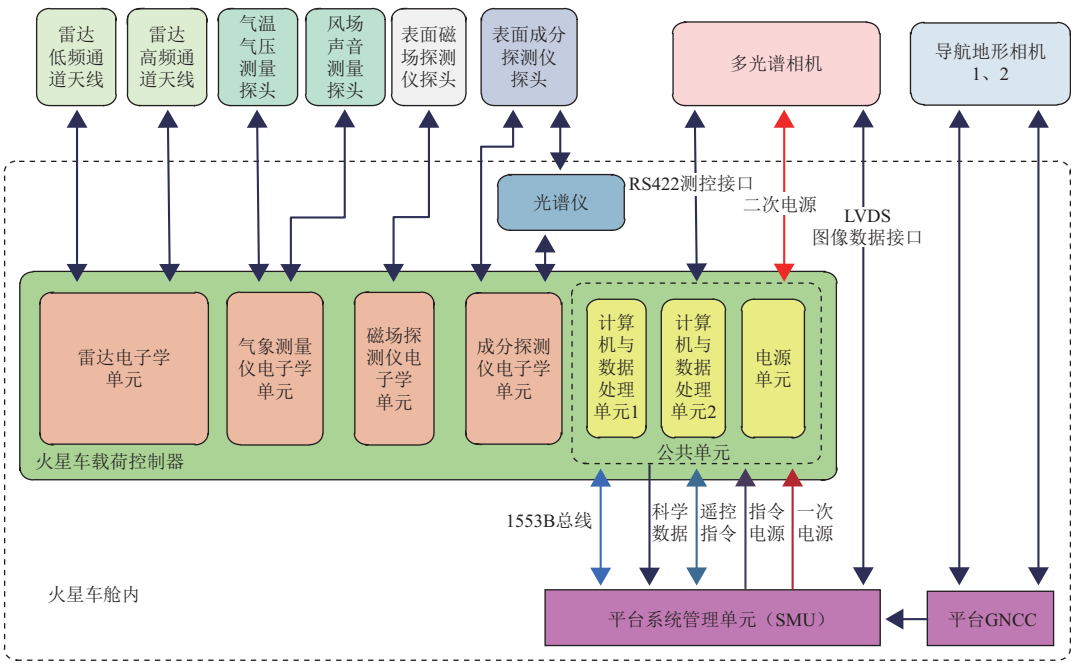 雷达
低频通
道天线
雷达
高频通
道天线
气温
气压
测量
探头
风场
声音
测量
探头
表面磁
场探测
仪探头
表面成分
探测仪
探头
多光谱相机
导航地形相机
1、2
光谱仪
RS422测控接口
二次电源
LVDS
图像数据接口
雷达电子学
单元
气象测量
仪电子学
单元
磁场探
测仪电
子学
单元
成分探测
仪电子学
单元
计算
机与
数据
处理
单元1
计算
机与
数据
处理
单元2
电源
单元
公共单元
火星车载荷控制器
1553B总线
科学
数据
遥控
指令
指令
电源
一次
电源
火星车舱内
平台系统管理单元（SMU）
平台GNCC